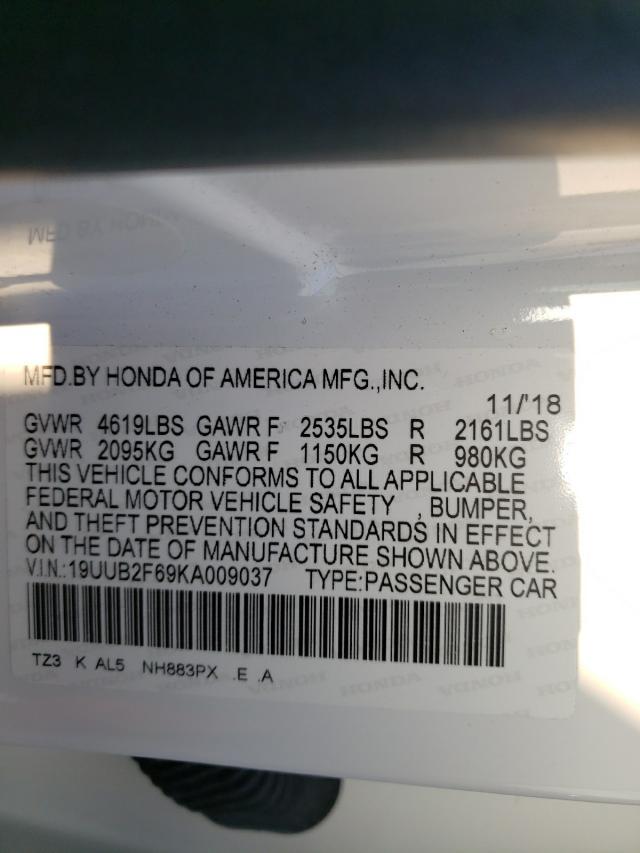 MFD.BY HONDA OF AMERICA MFG.,INC.
11/'18
GVWR 4619LBS GAWR F 2535LBS R 2161LBS
GVWR 2095KG GAWR F 1150KG R 980KG
THIS VEHICLE CONFORMS TO ALL APPLICABLE
FEDERAL MOTOR VEHICLE SAFETY , BUMPER,
AND THEFT PREVENTION STANDARDS IN EFFECT
ON THE DATE OF MANUFACTURE SHOWN ABOVE.
V.I.N.:19UUB2F69KA009037 TYPE:PASSENGER CAR
TZ3 K AL5 NH883PX .E .A